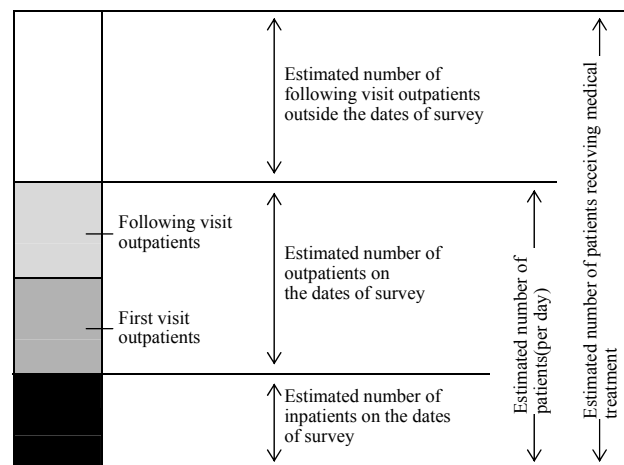 Estimated number of
following visit outpatients
outside the dates of survey
Following visit
outpatients
Estimated number of
outpatients on
the dates of survey
First visit
outpatients
Estimated number of
inpatients on the dates
of survey
Estimated number of
patients(per day)
Estimated number of patients receiving medical
treatment